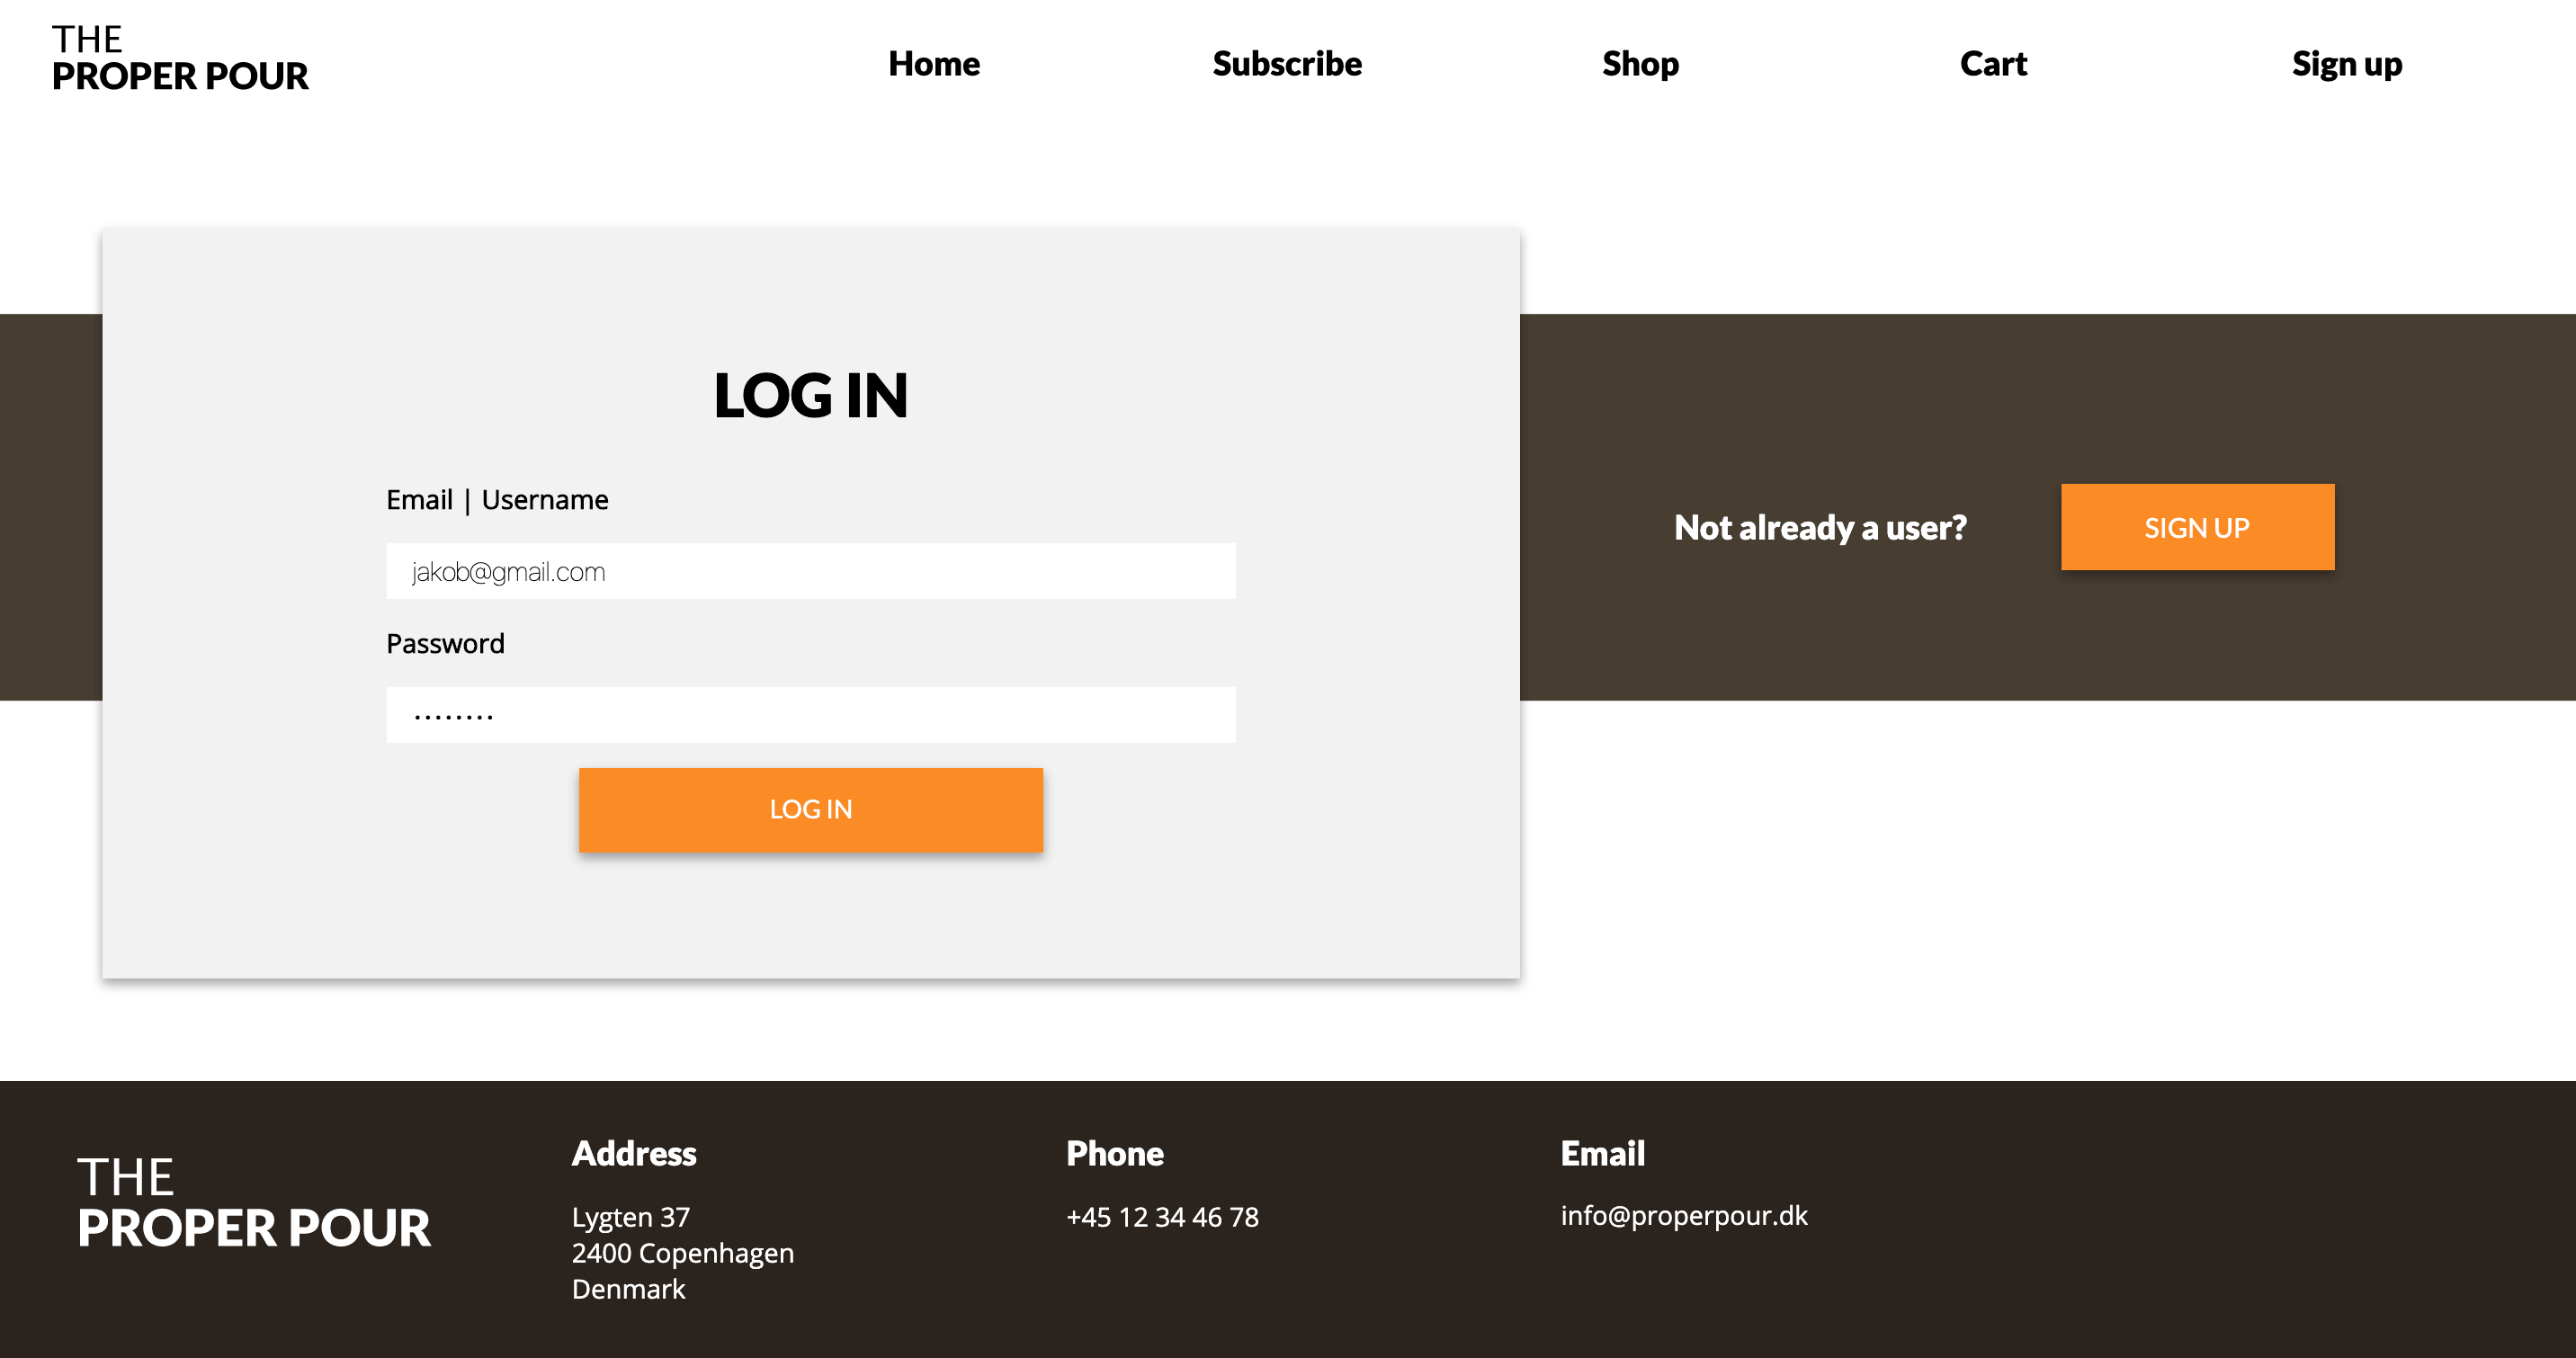 THE
PROPER POUR
Home
Subscribe
Shop
Cart
Sign up
LOG IN
Email | Username
jakob@gmail.com
Password
........
LOG IN
Not already a user?
SIGN UP
THE
PROPER POUR
Address
Lygten 37
2400 Copenhagen
Denmark
Phone
+45 12 34 46 78
Email
info@properpour.dk